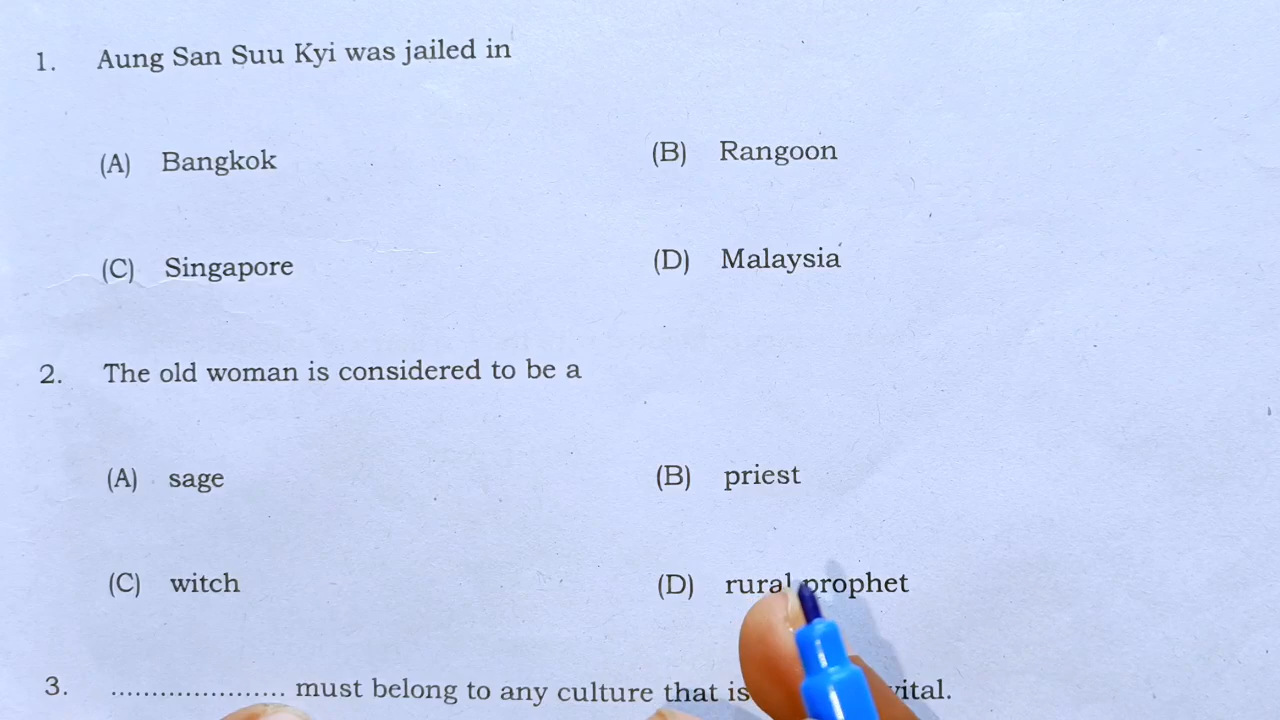 1. Aung San Suu Kyi was jailed in
(A) Bangkok (B) Rangoon
(C) Singapore (D) Malaysia
2. The old woman is considered to be a
(A) sage (B) priest
(C) witch (D) rural prophet
3. ...................... must belong to any culture that is vital.